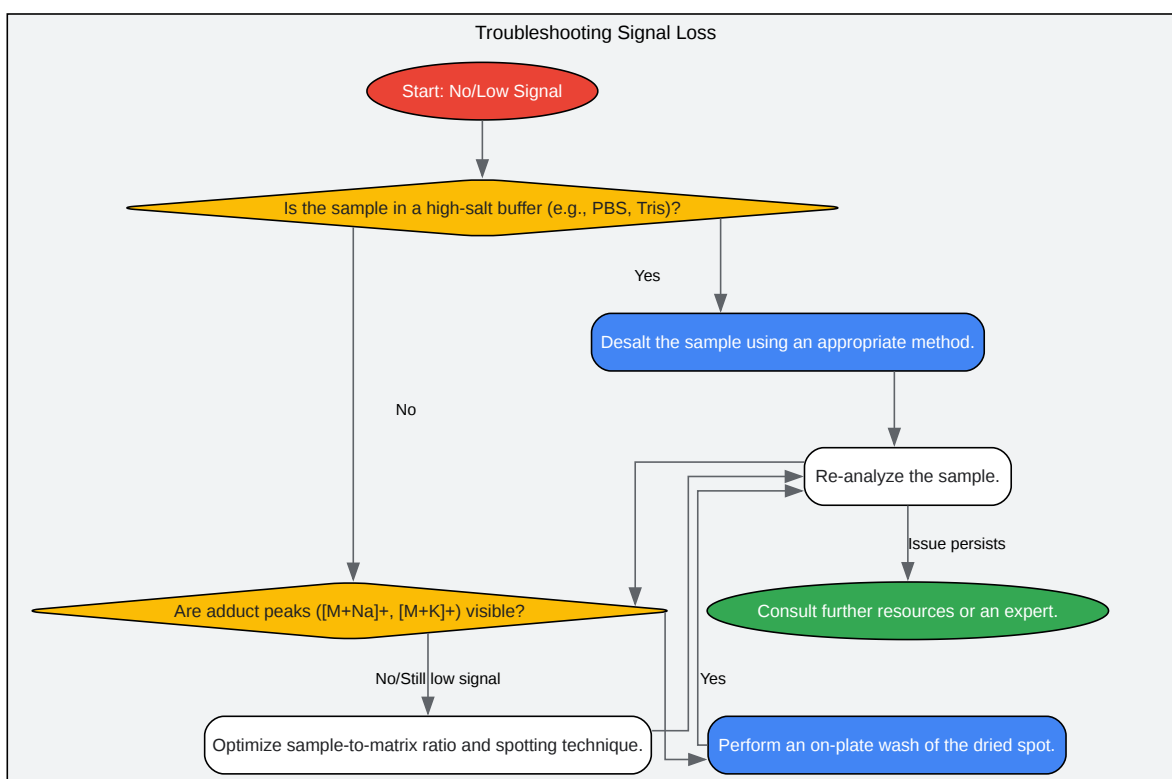 Troubleshooting Signal Loss
Start: No/Low Signal
Is the sample in a high-salt buffer (e.g., PBS, Tris)?
Yes
Desalt the sample using an appropriate method.
No
Re-analyze the sample.
Issue persists
Are adduct peaks ([M+Na]+, [M+K]+) visible?
Consult further resources or an expert.
No/Still low signal
Yes
Optimize sample-to-matrix ratio and spotting technique.
Perform an on-plate wash of the dried spot.